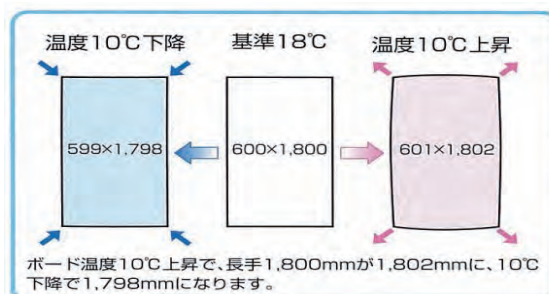 温度10℃下降
基準18℃
温度10℃上昇
599×1,798
600×1,800
601×1,802
ボード温度10℃上昇で、長手1,800mmが1,802mmに、10℃
下降で1,798mmになります。